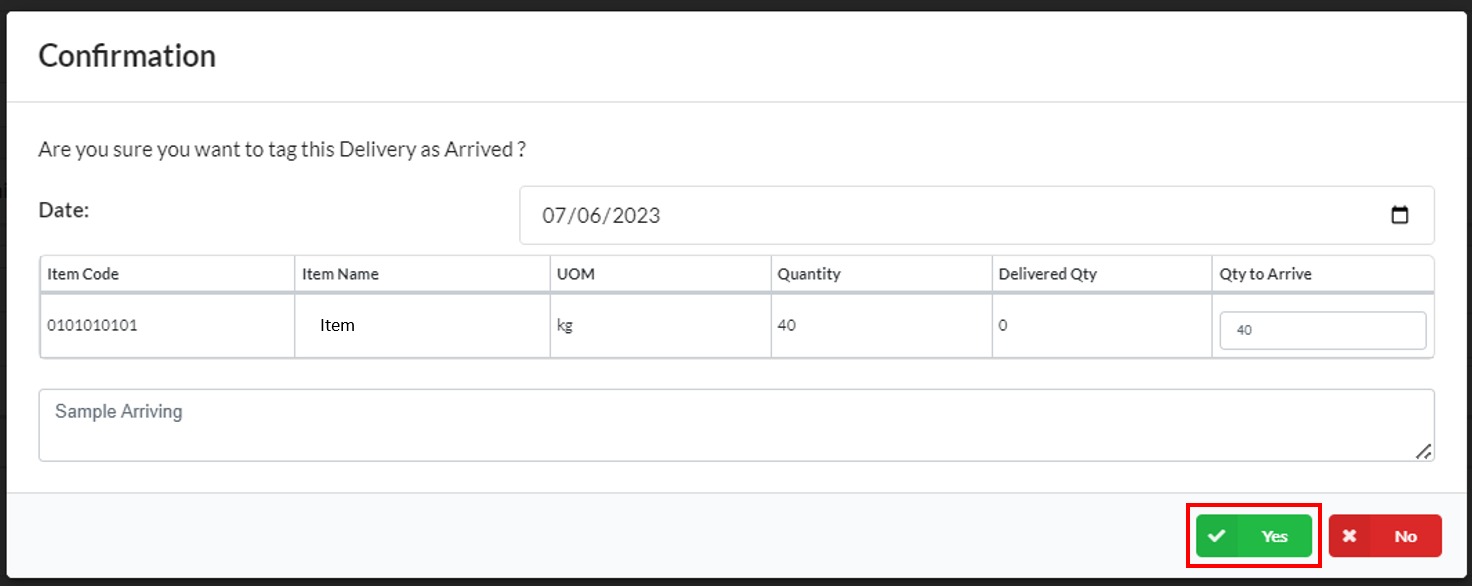 Confirmation
Are you sure you want to tag this Delivery as Arrived ?
Date: 07/06/2023
Item Code Item Name UOM Quantity Delivered Qty Qty to Arrive
0101010101 Item kg 40 0 40
Sample Arriving
Yes No